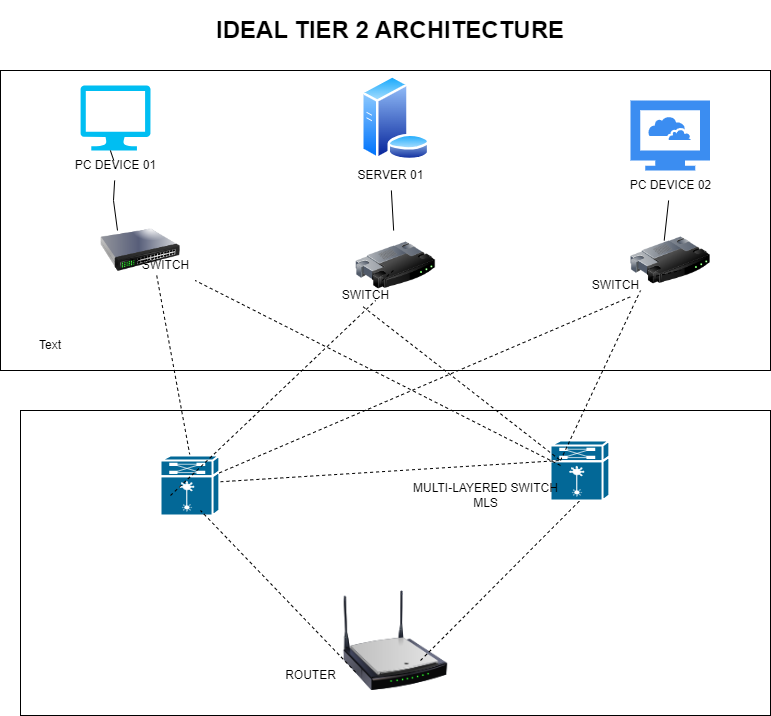 IDEAL TIER 2 ARCHITECTURE
PC DEVICE 01
SERVER 01
PC DEVICE 02
SWITCH
SWITCH
SWITCH
Text
MULTI-LAYERED SWITCH
MLS
ROUTER